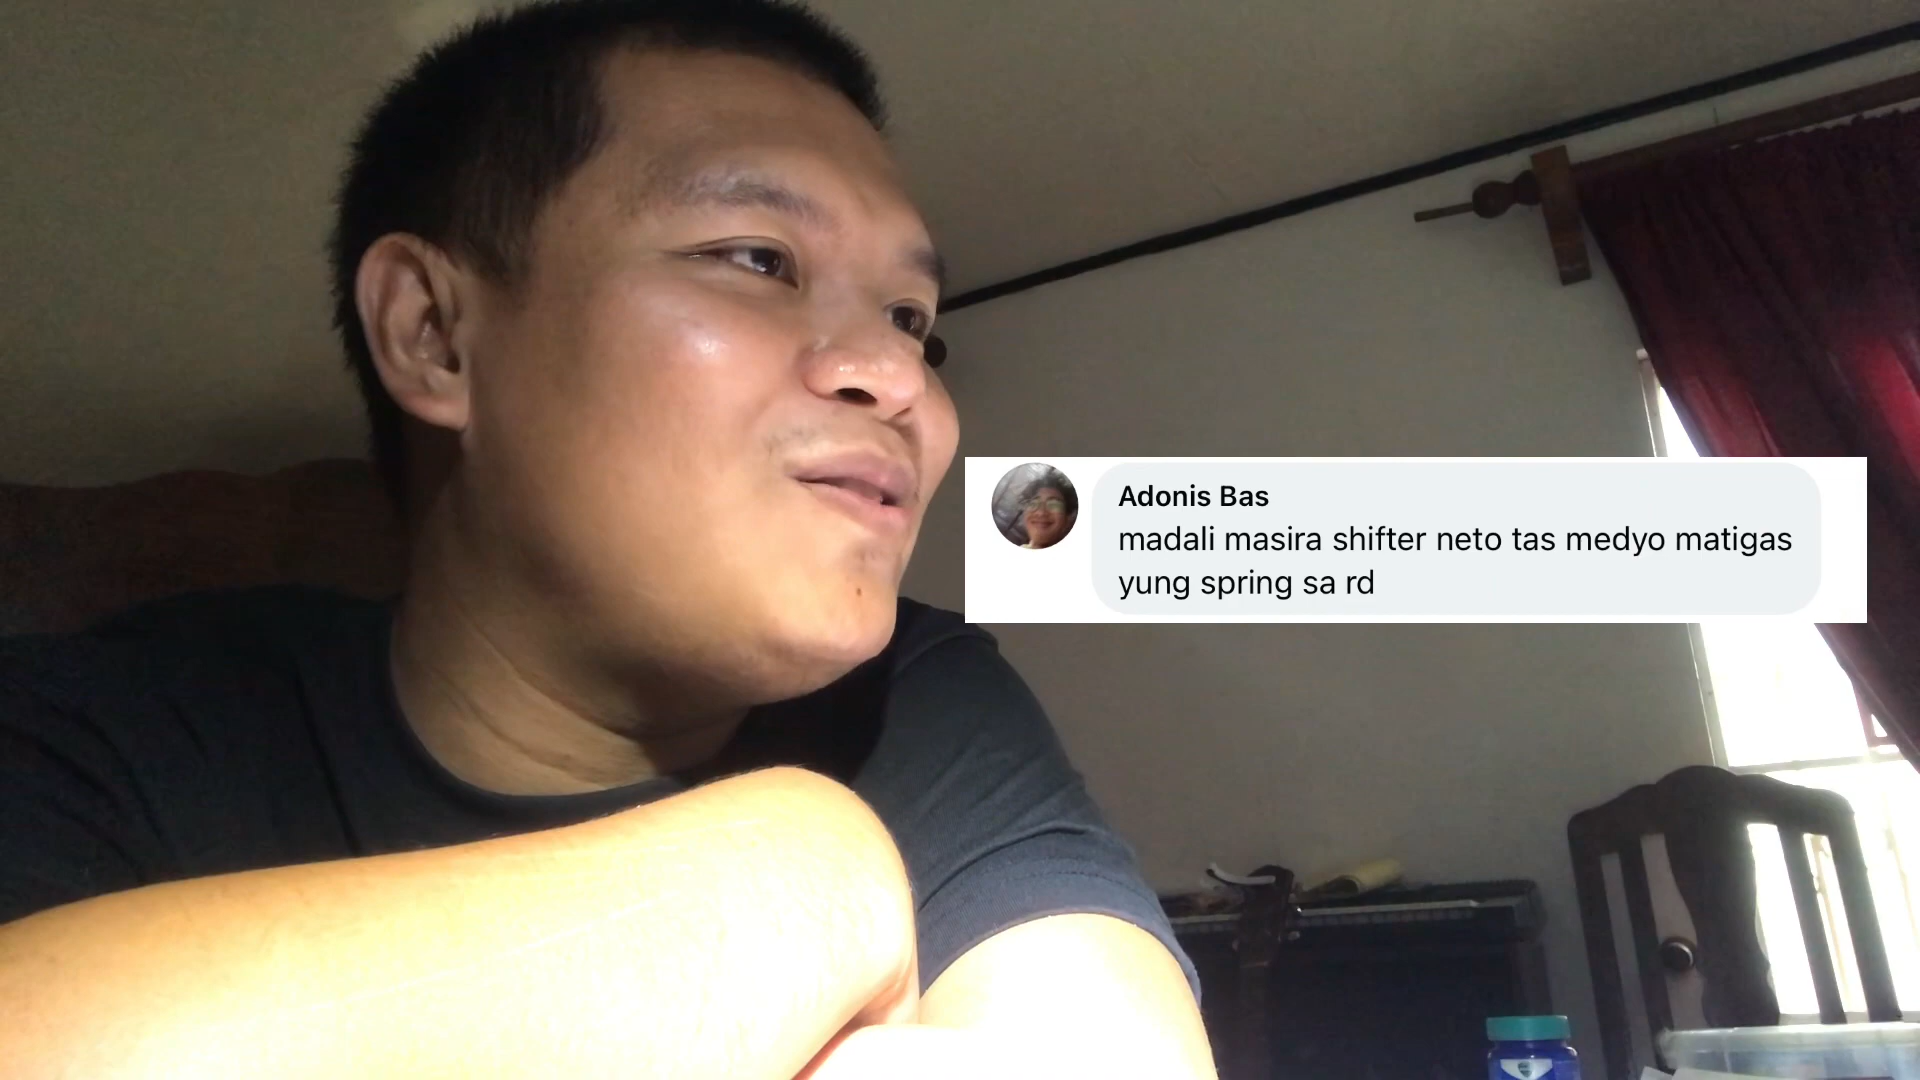 Adonis Bas
madali masira shifter neto tas medyo matigas
yung spring sa rd